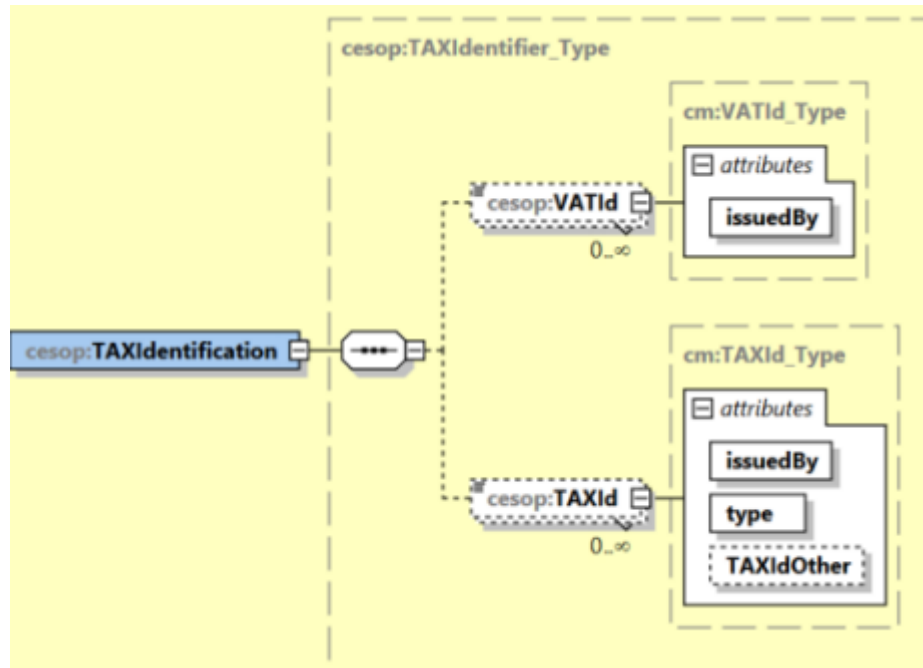 cesop:TAXIdentifier_Type
cm:VATId_Type
attributes
cesop:VATId
issuedBy
0..∞
cesop:TAXIdentification
cm:TAXId_Type
attributes
issuedBy
cesop:TAXId
type
0..∞
TAXIdOther